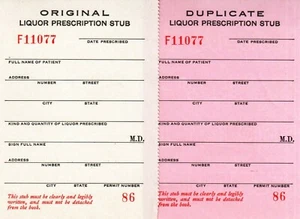 ORIGINAL
LIQUOR PRESCRIPTION STUB
F11077
DATE PRESCRIBED
FULL NAME OF PATIENT
ADDRESS
NUMBER STREET
CITY STATE
KIND AND QUANTITY OF LIQUOR PRESCRIBED
M.D.
SIGN FULL NAME
ADDRESS
NUMBER STREET
CITY STATE PERMIT NUMBER
This stub must be clearly and legibly
written, and must not be detached
from the book.
86
DUPLICATE
LIQUOR PRESCRIPTION STUB
F11077
DATE PRESCRIBED
FULL NAME OF PATIENT
ADDRESS
NUMBER STREET
CITY STATE
KIND AND QUANTITY OF LIQUOR PRESCRIBED
M.D.
SIGN FULL NAME
ADDRESS
NUMBER STREET
CITY STATE PERMIT NUMBER
This stub must be clearly and legibly
written, and must not be detached
from the book.
86